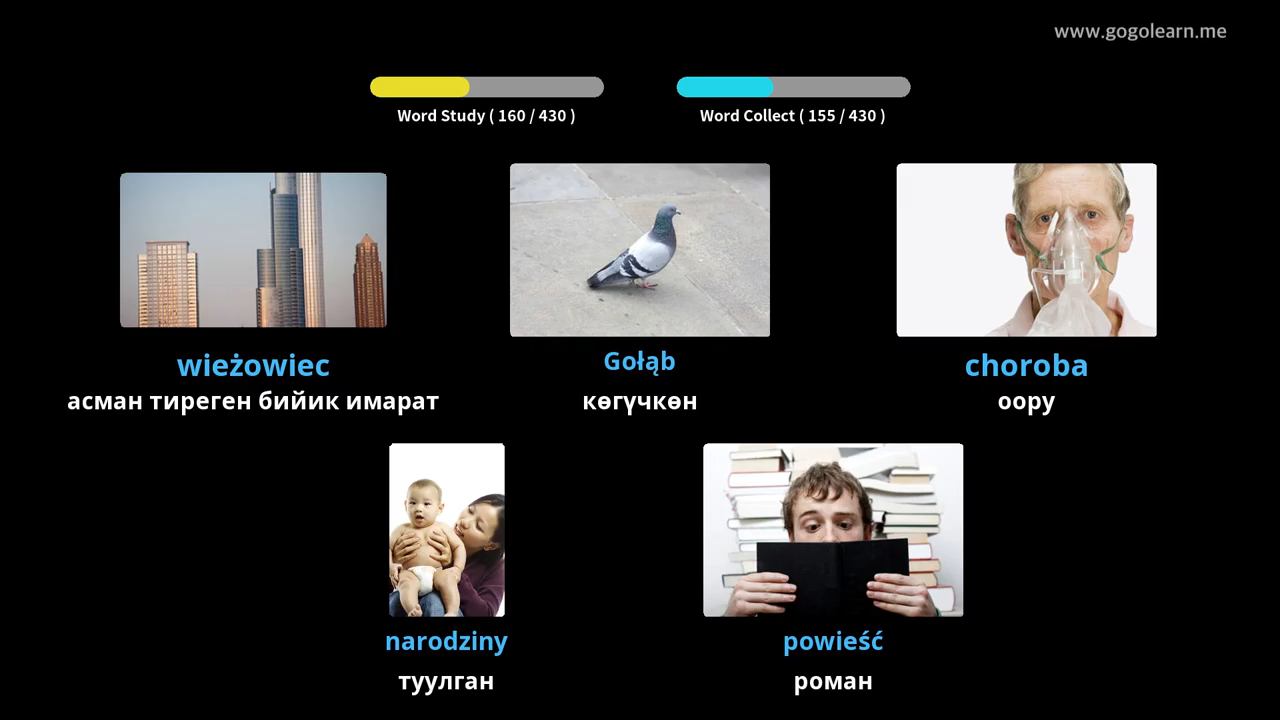 www.gogolearn.me
Word Study ( 160 / 430 )
Word Collect ( 155 / 430 )
wieżowiec
асман тиреген бийик имарат
Gołąb
көгүчкөн
choroba
оору
narodziny
туулган
powieść
роман